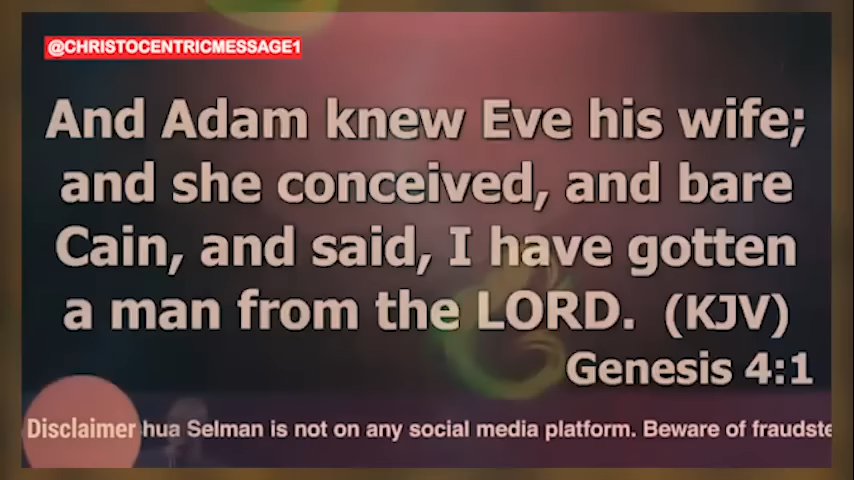 @CHRISTOCENTRICMESSAGE1
And Adam knew Eve his wife;
and she conceived, and bare
Cain, and said, I have gotten
a man from the LORD. (KJV)
Genesis 4:1
Disclaimer hua Selman is not on any social media platform. Beware of fraudste